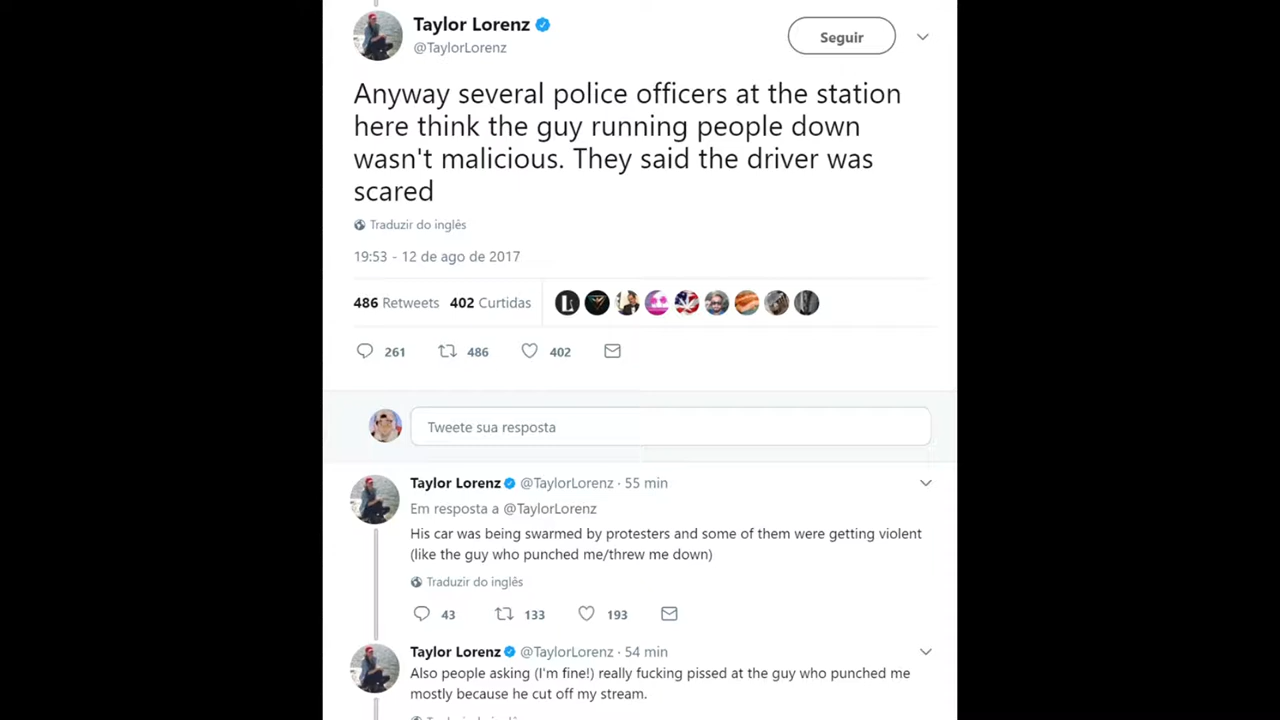 Taylor Lorenz
@TaylorLorenz
Seguir
Anyway several police officers at the station
here think the guy running people down
wasn't malicious. They said the driver was
scared
Traduzir do inglês
19:53 - 12 de ago de 2017
486 Retweets 402 Curtidas
261 486 402
Tweete sua resposta
Taylor Lorenz @TaylorLorenz · 55 min
Em resposta a @TaylorLorenz
His car was being swarmed by protesters and some of them were getting violent
(like the guy who punched me/threw me down)
Traduzir do inglês
43 133 193
Taylor Lorenz @TaylorLorenz · 54 min
Also people asking (I'm fine!) really fucking pissed at the guy who punched me
mostly because he cut off my stream.